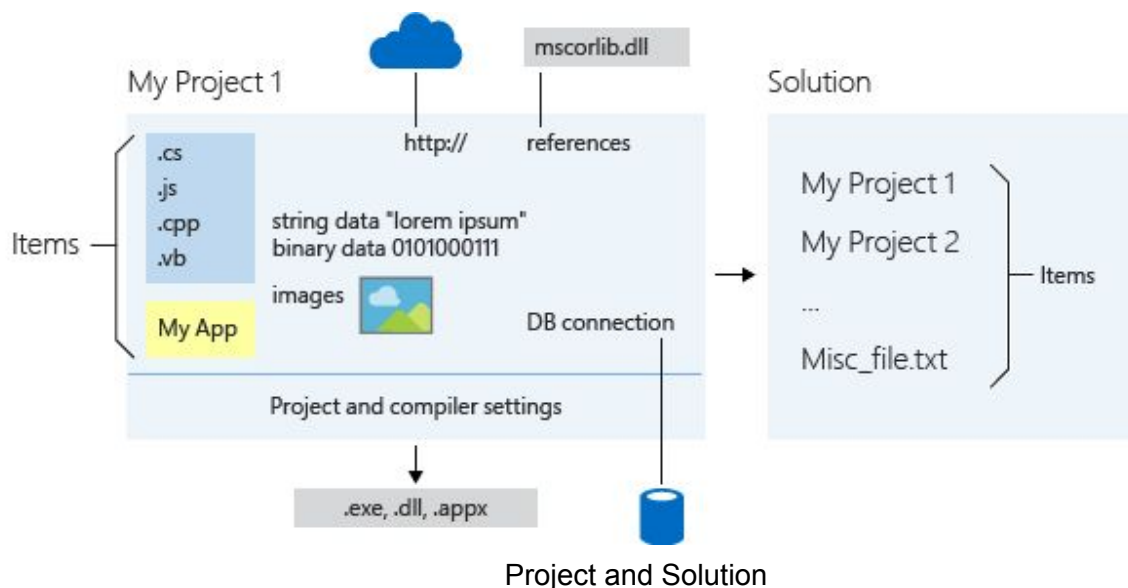 mscorlib.dll
My Project 1
Solution
http://
references
Items
.cs
.js
.cpp
.vb
My App
string data "lorem ipsum"
binary data 0101000111
images
DB connection
Project and compiler settings
.exe, .dll, .appx
My Project 1
My Project 2
...
Misc_file.txt
Items
Project and Solution